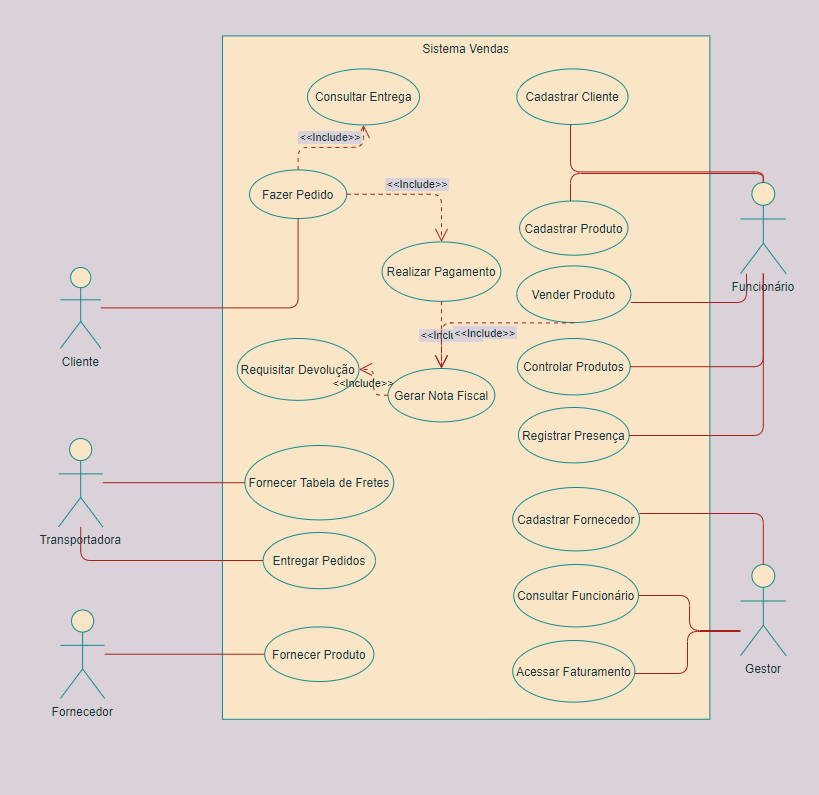 Sistema Vendas
Consultar Entrega
Cadastrar Cliente
<<Include>>
<<Include>>
Fazer Pedido
Cadastrar Produto
Realizar Pagamento
Funcionário
Vender Produto
<<Incl
<<Include>>
Cliente
Requisitar Devolução
Controlar Produtos
<<Include>>
Gerar Nota Fiscal
Registrar Presença
Fornecer Tabela de Fretes
Cadastrar Fornecedor
Transportadora
Entregar Pedidos
Consultar Funcionário
Fornecer Produto
Acessar Faturamento
Gestor
Fornecedor